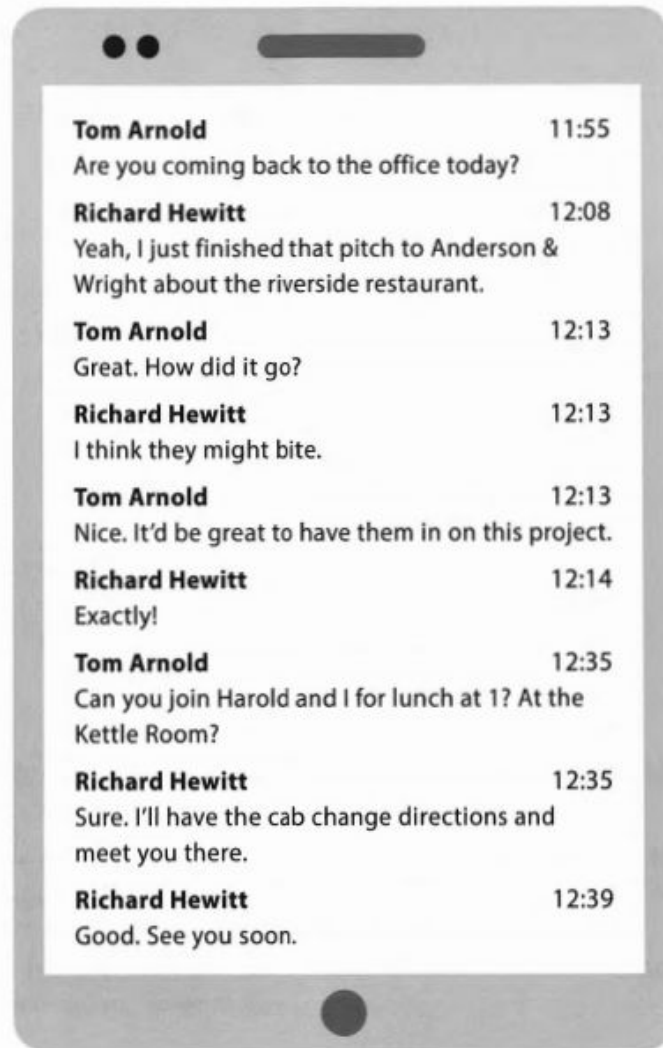 Tom Arnold 11:55
Are you coming back to the office today?
Richard Hewitt 12:08
Yeah, I just finished that pitch to Anderson &
Wright about the riverside restaurant.
Tom Arnold 12:13
Great. How did it go?
Richard Hewitt 12:13
I think they might bite.
Tom Arnold 12:13
Nice. It'd be great to have them in on this project.
Richard Hewitt 12:14
Exactly!
Tom Arnold 12:35
Can you join Harold and I for lunch at 1? At the
Kettle Room?
Richard Hewitt 12:35
Sure. I'll have the cab change directions and
meet you there.
Richard Hewitt 12:39
Good. See you soon.